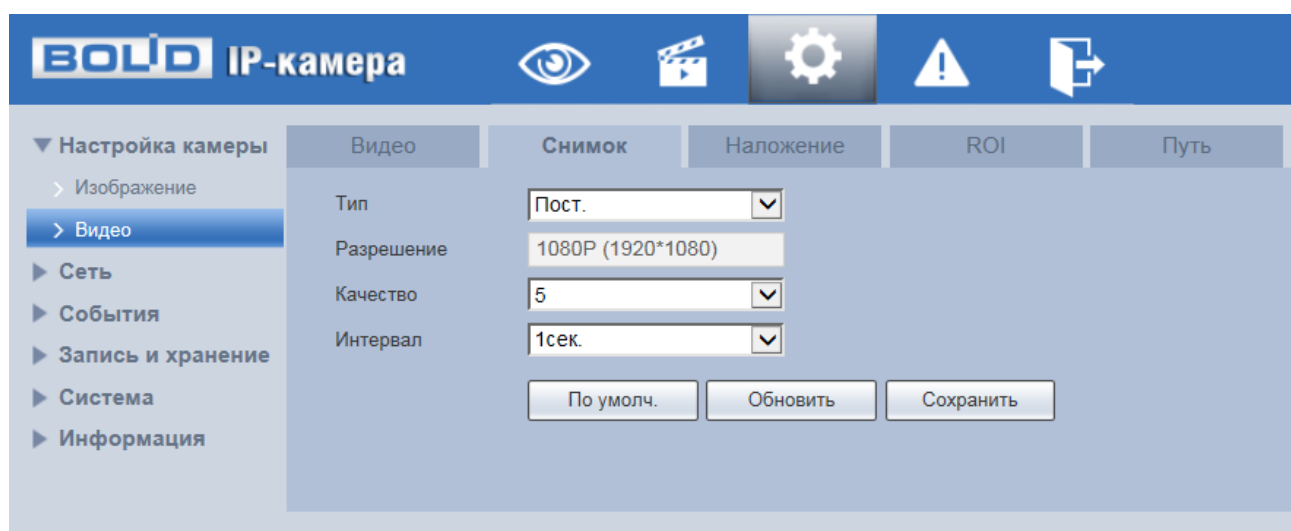 BOLID IP-камера
Настройка камеры
Изображение
Видео
Сеть
События
Запись и хранение
Система
Информация
Видео Снимок Наложение ROI Путь
Тип Пост.
Разрешение 1080P (1920*1080)
Качество 5
Интервал 1сек.
По умолч. Обновить Сохранить